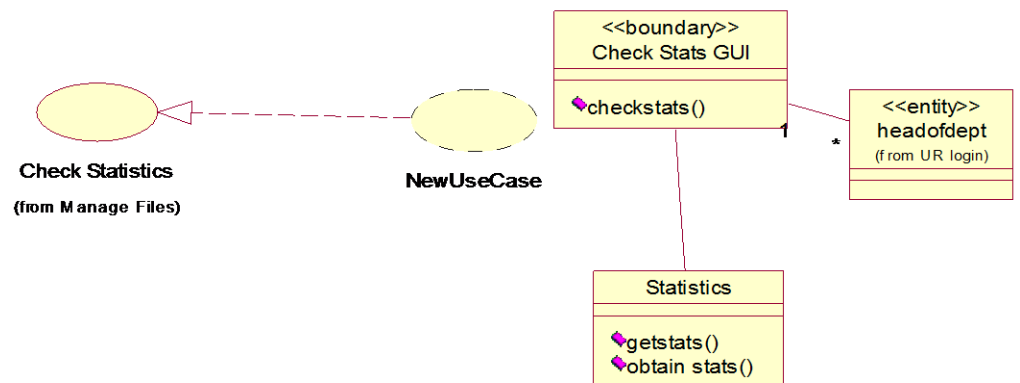 Check Statistics
(from Manage Files)
NewUseCase
<<boundary>>
Check Stats GUI
checkstats()
1
*
<<entity>>
headofdept
(from UR login)
Statistics
getstats()
obtain stats()